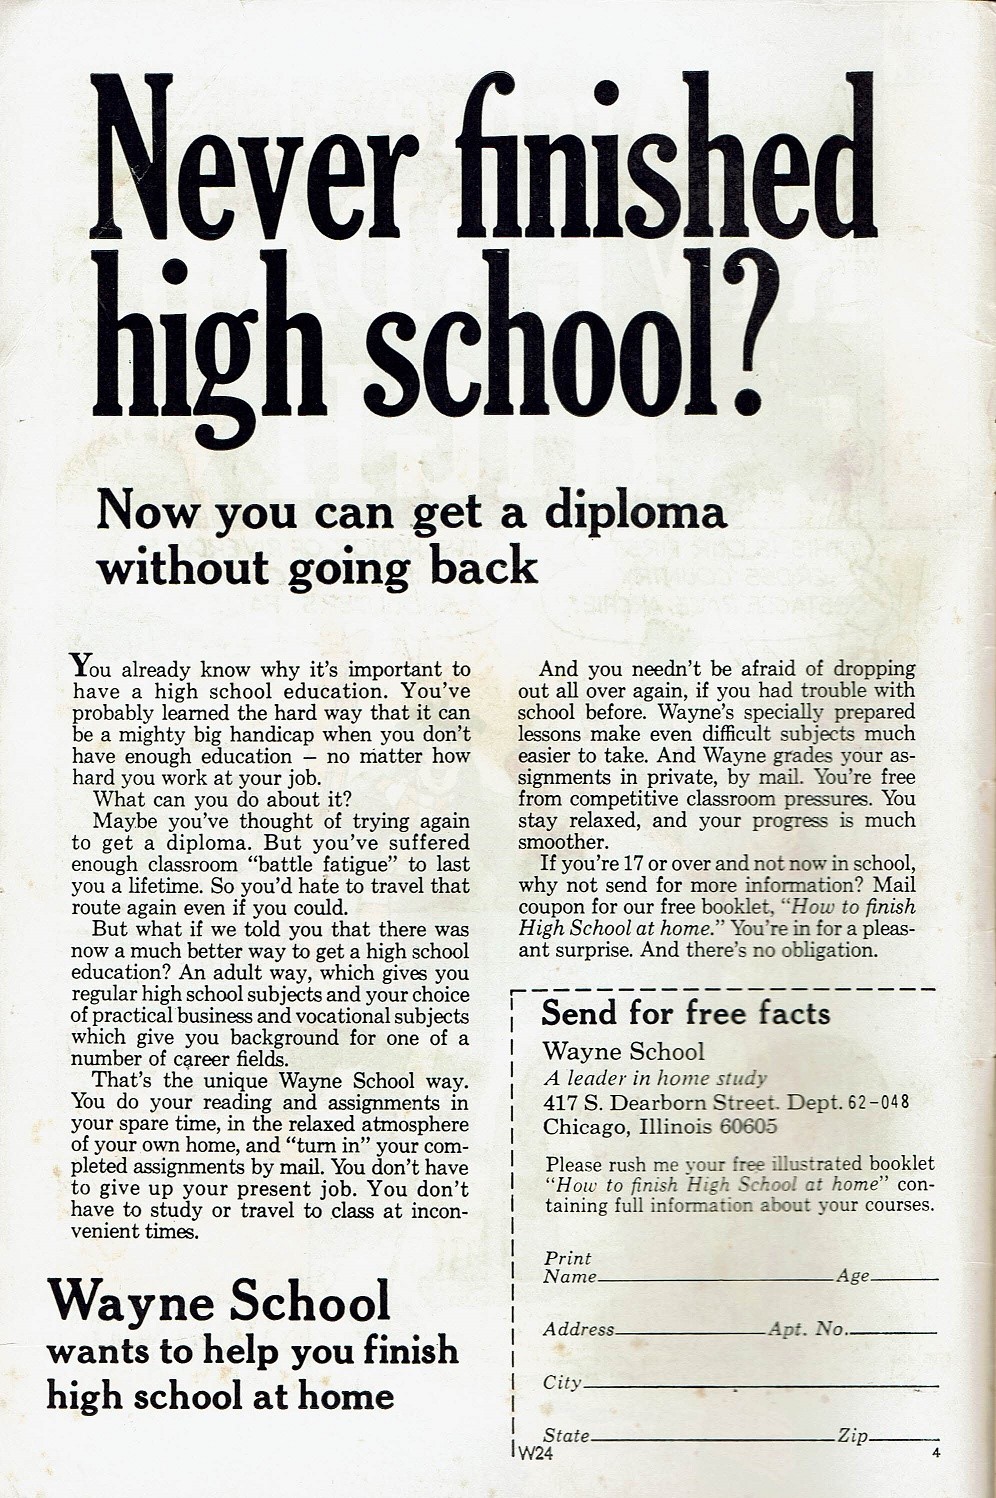 Never finished
high school?
Now you can get a diploma
without going back
You already know why it's important to
have a high school education. You've
probably learned the hard way that it can
be a mighty big handicap when you don't
have enough education — no matter how
hard you work at your job.
What can you do about it?
Maybe you've thought of trying again
to get a diploma. But you've suffered
enough classroom "battle fatigue" to last
you a lifetime. So you'd hate to travel that
route again even if you could.
But what if we told you that there was
now a much better way to get a high school
education? An adult way, which gives you
regular high school subjects and your choice
of practical business and vocational subjects
which give you background for one of a
number of career fields.
That's the unique Wayne School way.
You do your reading and assignments in
your spare time, in the relaxed atmosphere
of your own home, and "turn in" your com-
pleted assignments by mail. You don't have
to give up your present job. You don't
have to study or travel to class at incon-
venient times.
Wayne School
wants to help you finish
high school at home
And you needn't be afraid of dropping
out all over again, if you had trouble with
school before. Wayne's specially prepared
lessons make even difficult subjects much
easier to take. And Wayne grades your as-
signments in private, by mail. You're free
from competitive classroom pressures. You
stay relaxed, and your progress is much
smoother.
If you're 17 or over and not now in school,
why not send for more information? Mail
coupon for our free booklet, "How to finish
High School at home." You're in for a pleas-
ant surprise. And there's no obligation.
Send for free facts
Wayne School
A leader in home study
417 S. Dearborn Street. Dept. 62-048
Chicago, Illinois 60605
Please rush me your free illustrated booklet
"How to finish High School at home" con-
taining full information about your courses.
Print
Name Age
Address Apt. No.
City
State Zip
W24 4